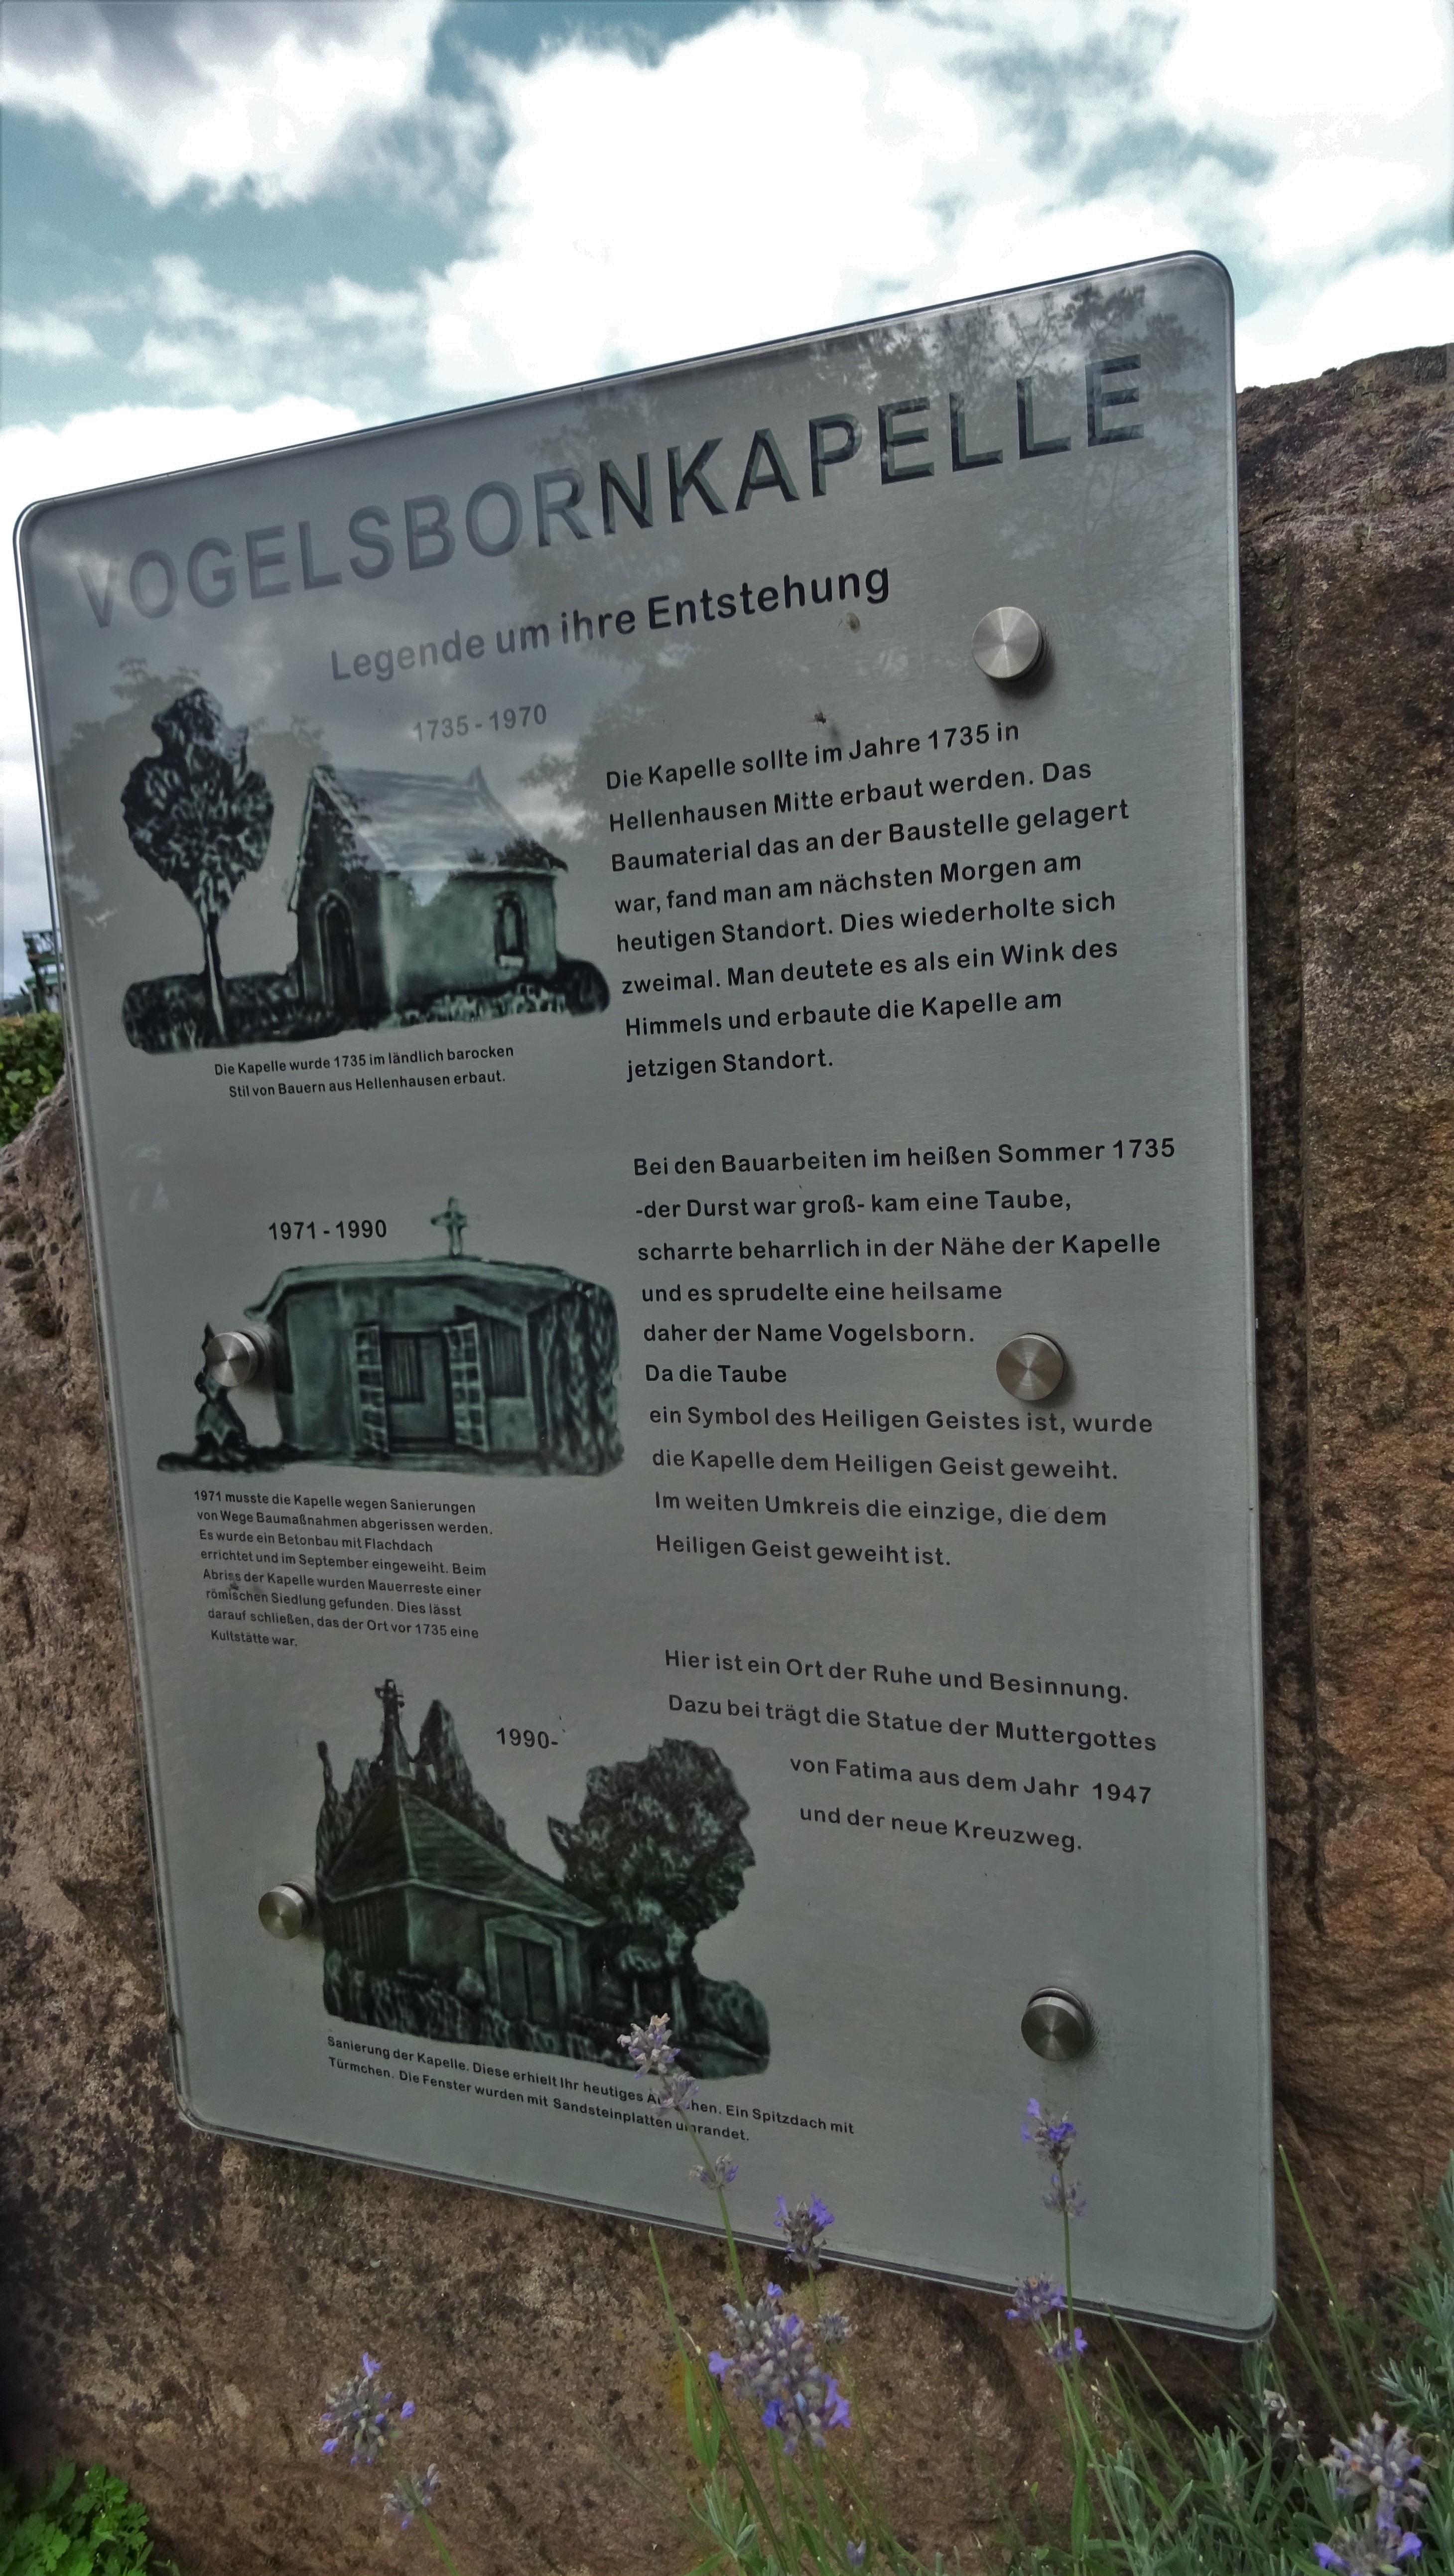 VOGELSBORNKAPELLE
Legende um ihre Entstehung
1735 - 1970
Die Kapelle wurde 1735 im ländlich barocken
Stil von Bauern aus Hellenhausen erbaut.
Die Kapelle sollte im Jahre 1735 in
Hellenhausen Mitte erbaut werden. Das
Baumaterial das an der Baustelle gelagert
war, fand man am nächsten Morgen am
heutigen Standort. Dies wiederholte sich
zweimal. Man deutete es als ein Wink des
Himmels und erbaute die Kapelle am
jetzigen Standort.
Bei den Bauarbeiten im heißen Sommer 1735
-der Durst war groß- kam eine Taube,
scharrte beharrlich in der Nähe der Kapelle
und es sprudelte eine heilsame
daher der Name Vogelsborn.
Da die Taube
ein Symbol des Heiligen Geistes ist, wurde
die Kapelle dem Heiligen Geist geweiht.
Im weiten Umkreis die einzige, die dem
Heiligen Geist geweiht ist.
1971 - 1990
1971 musste die Kapelle wegen Sanierungen
von Wege Baumaßnahmen abgerissen werden.
Es wurde ein Betonbau mit Flachdach
errichtet und im September eingeweiht. Beim
Abriss der Kapelle wurden Mauerreste einer
römischen Siedlung gefunden. Dies lässt
darauf schließen, das der Ort vor 1735 eine
Kultstätte war.
Hier ist ein Ort der Ruhe und Besinnung.
Dazu bei trägt die Statue der Muttergottes
von Fatima aus dem Jahr 1947
und der neue Kreuzweg.
1990-
Sanierung der Kapelle. Diese erhielt Ihr heutiges Ein Spitzdach mit
Türmchen. Die Fenster wurden mit Sandsteinplatten umrandet.